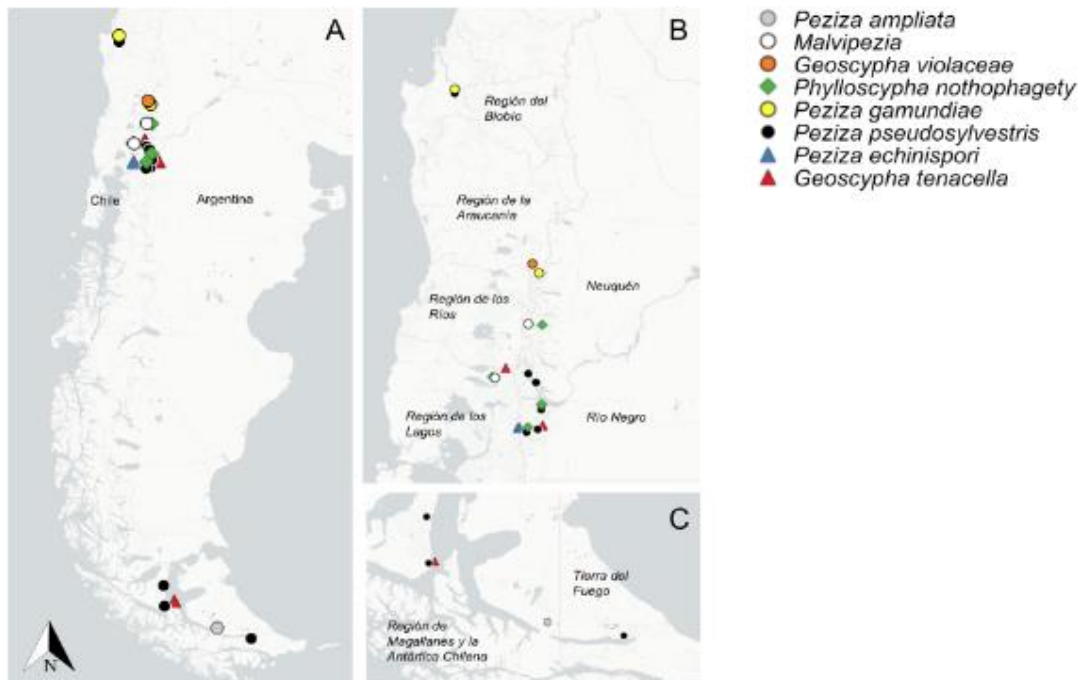 A
Chile
Argentina
N
B
Región del
Biobío
Región de la
Araucanía
Neuquén
Región de los
Ríos
Región de los
Lagos
Río Negro
C
Tierra del
Fuego
Región de
Magallanes y la
Antártica Chilena
Peziza ampliata
Malvipezia
Geoscypha violaceae
Phylloscypha nothophagety
Peziza gamundiae
Peziza pseudosylvestris
Peziza echinispori
Geoscypha tenacella